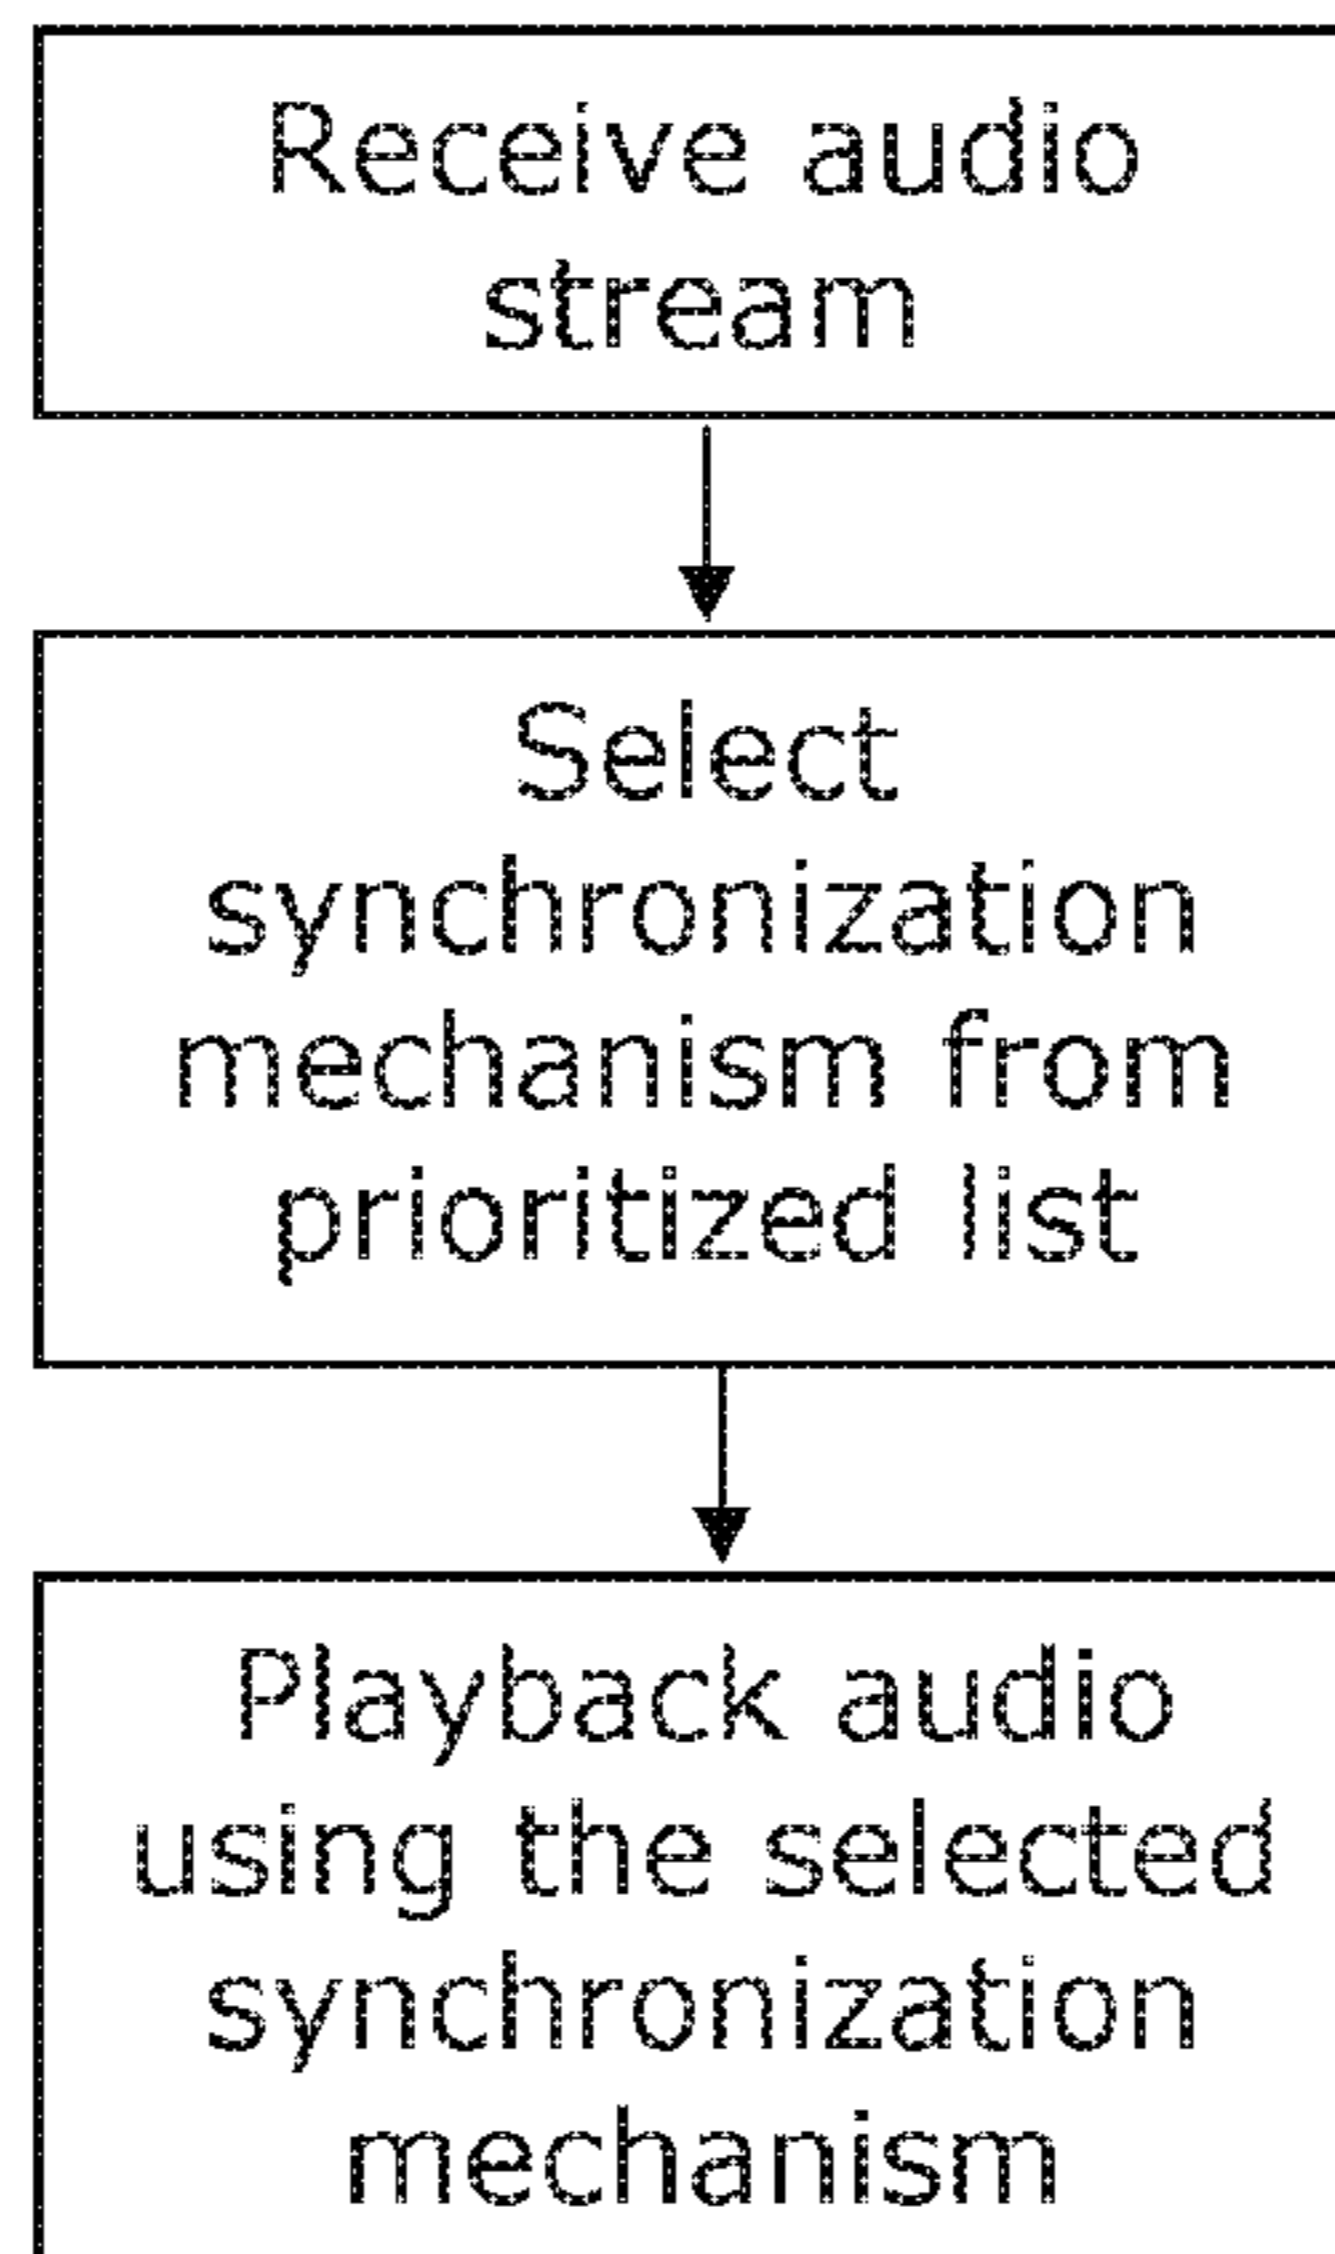 Receive audio
stream
Select
synchronization
mechanism from
prioritized list
Playback audio
using the selected
synchronization
mechanism